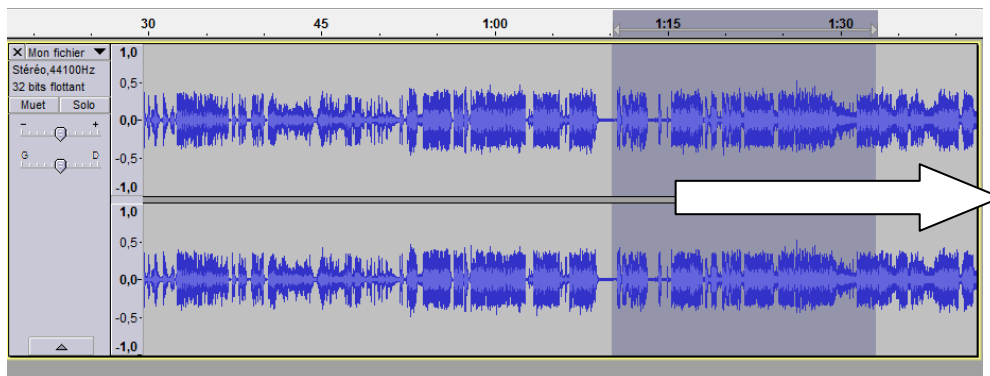 30 45 1:00 1:15 1:30
Mon fichier
Stéréo,44100Hz
32 bits flottant
Muet Solo
- +
G D
1,0
0,5-
0,0-
-0,5-
-1,0
1,0
0,5-
0,0-
-0,5-
-1,0